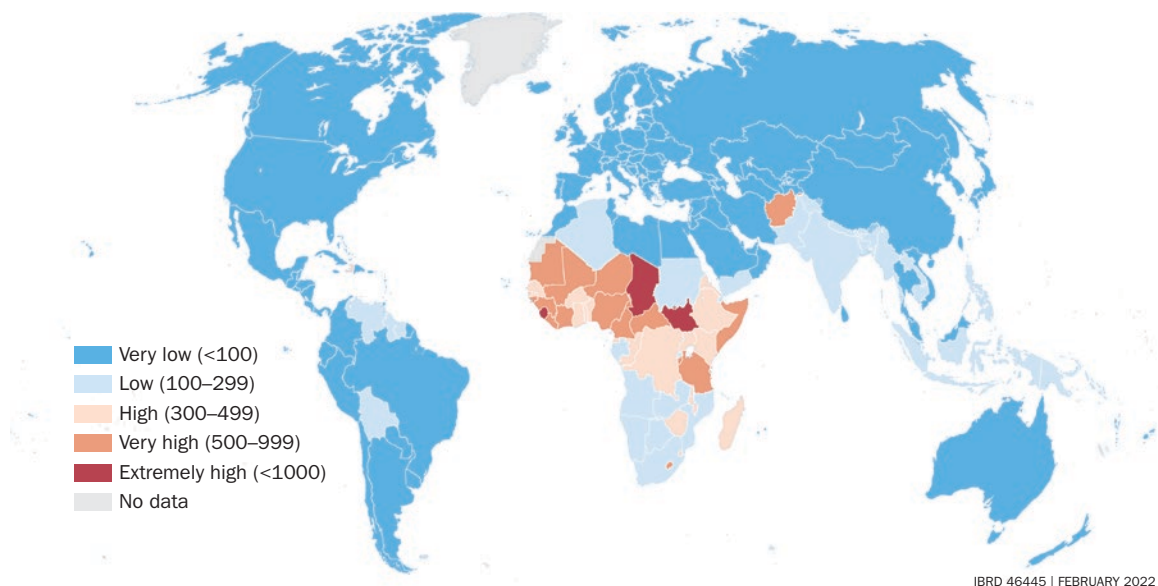 Very low (<100)
Low (100–299)
High (300–499)
Very high (500–999)
Extremely high (<1000)
No data
IBRD 46445 | FEBRUARY 2022